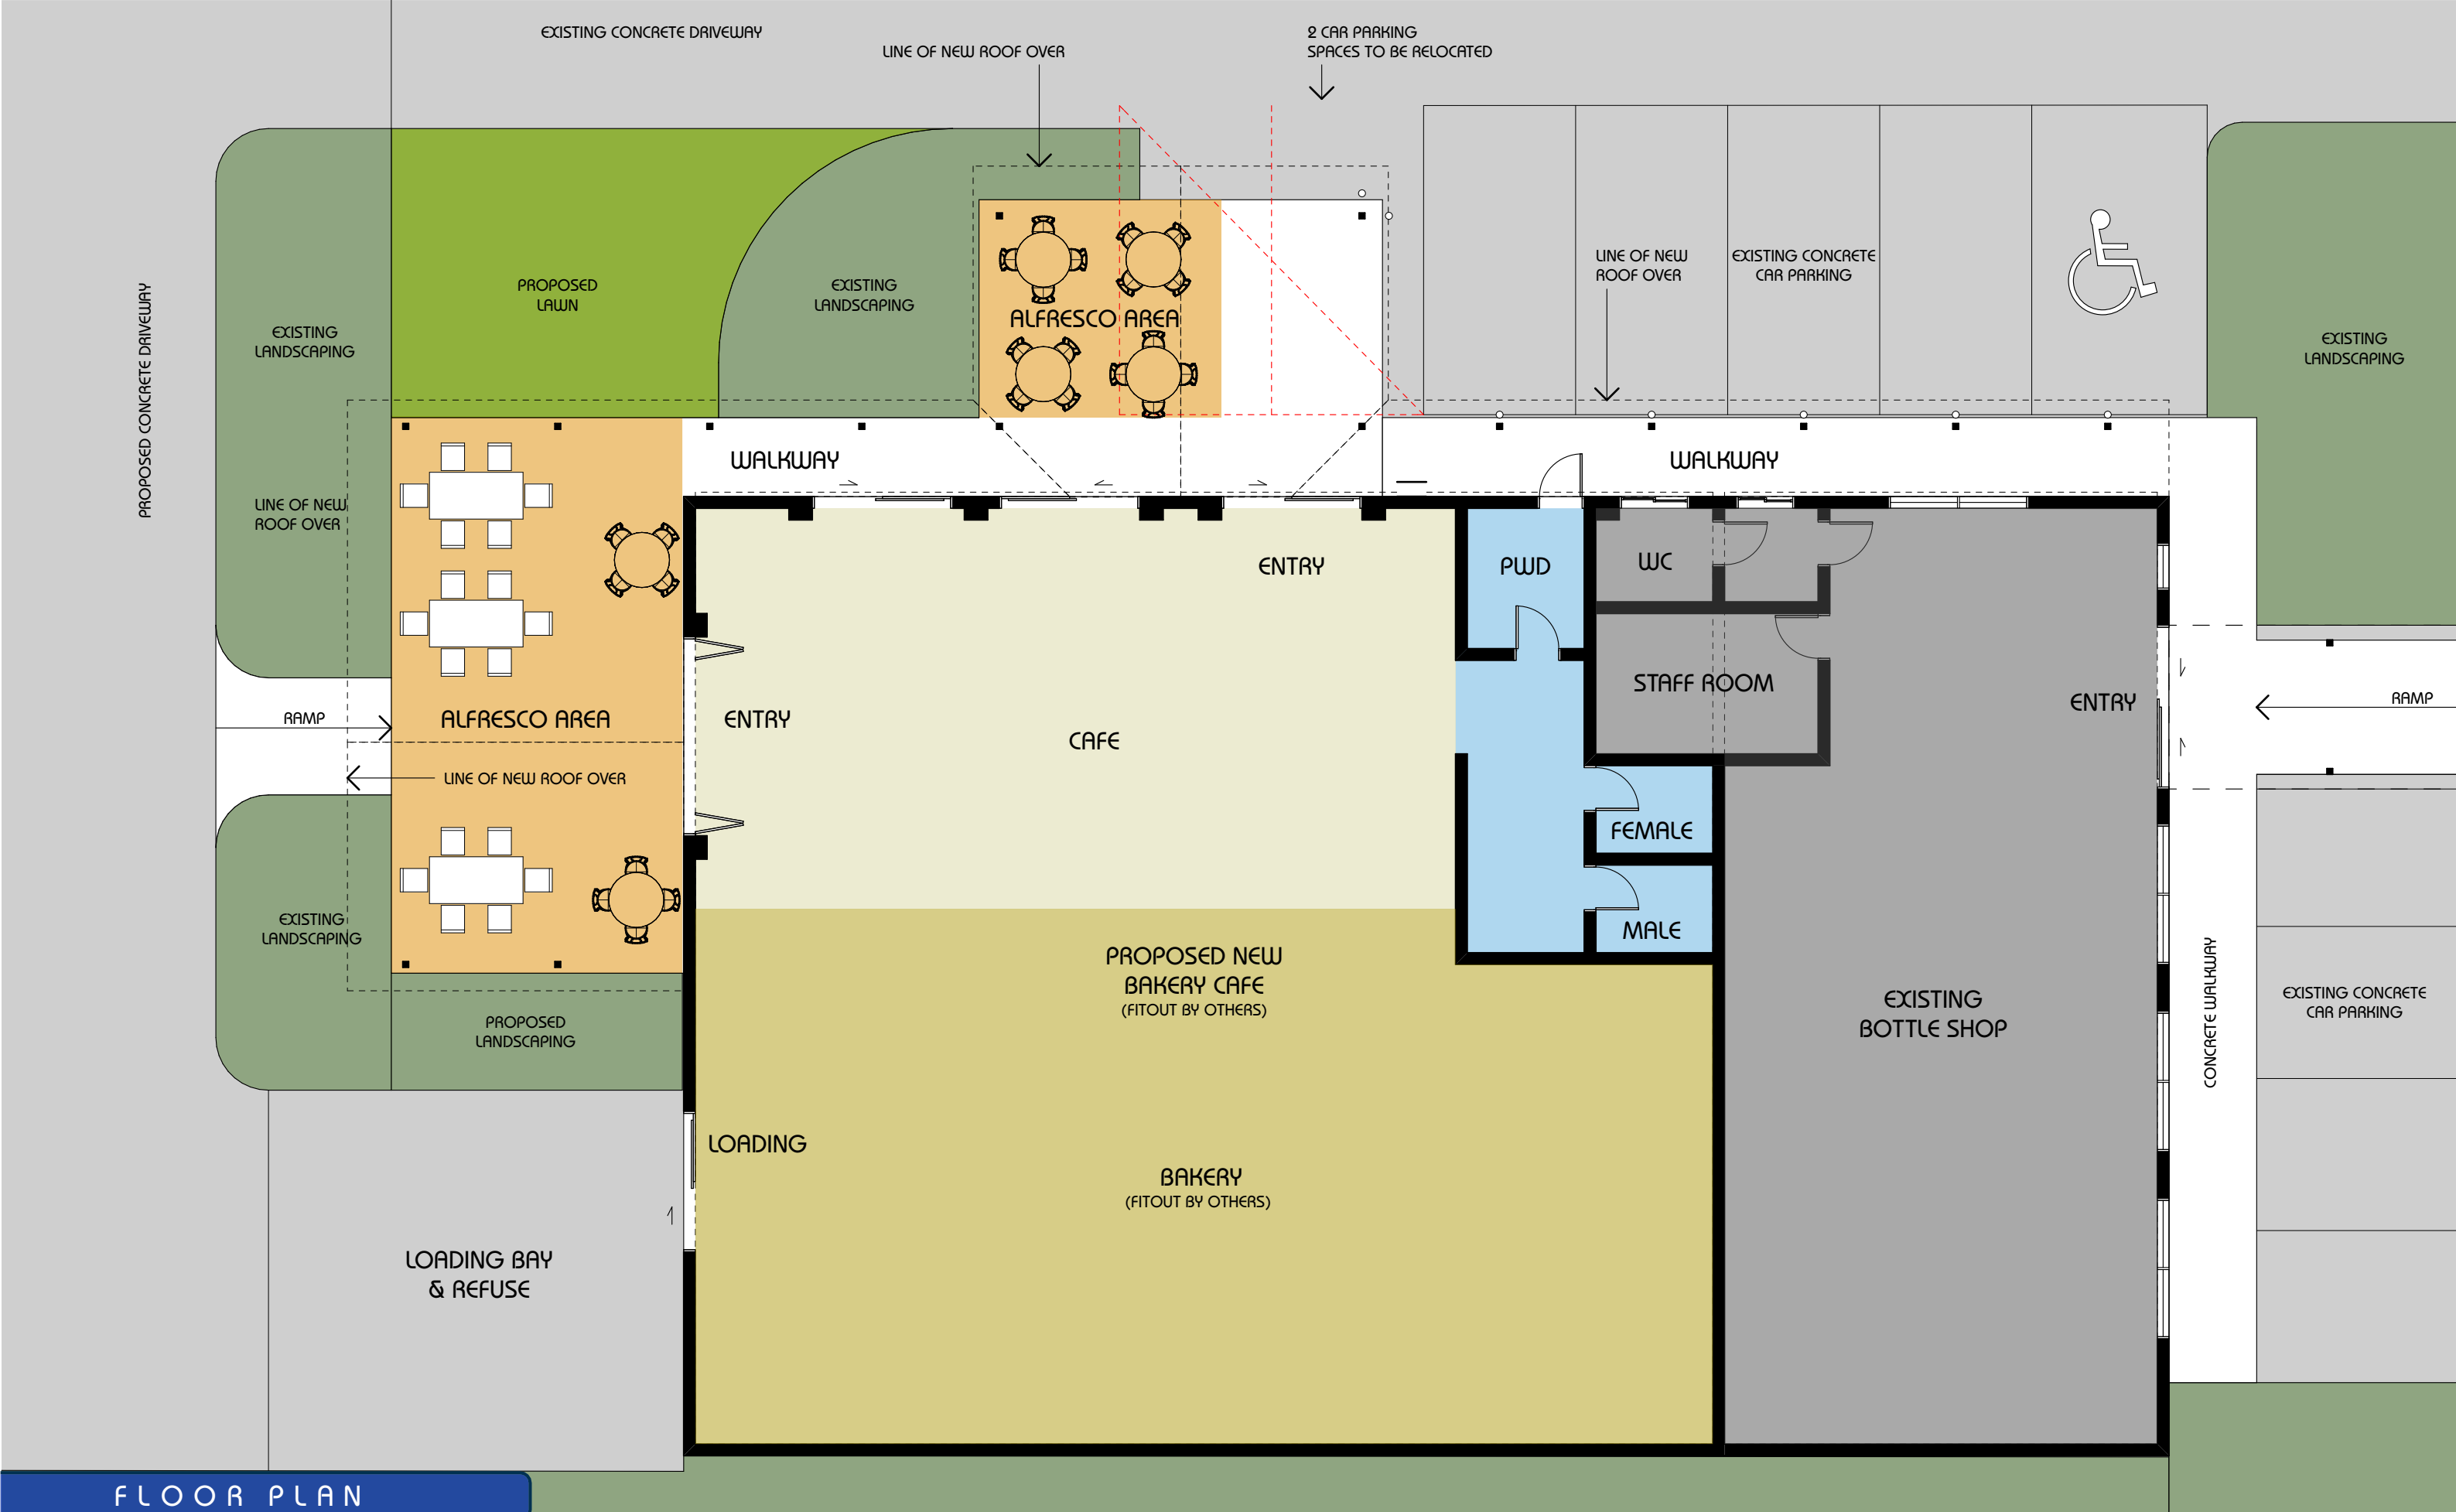 EXISTING CONCRETE DRIVEWAY
LINE OF NEW ROOF OVER
2 CAR PARKING
SPACES TO BE RELOCATED
PROPOSED CONCRETE DRIVEWAY
EXISTING
LANDSCAPING
PROPOSED
LAWN
EXISTING
LANDSCAPING
ALFRESCO AREA
LINE OF NEW
ROOF OVER
EXISTING CONCRETE
CAR PARKING
EXISTING
LANDSCAPING
WALKWAY
WALKWAY
LINE OF NEW
ROOF OVER
ENTRY
PWD
WC
STAFF ROOM
ENTRY
RAMP
RAMP
ALFRESCO AREA
ENTRY
CAFE
LINE OF NEW ROOF OVER
FEMALE
MALE
EXISTING
LANDSCAPING
PROPOSED NEW
BAKERY CAFE
(FITOUT BY OTHERS)
EXISTING
BOTTLE SHOP
CONCRETE WALKWAY
EXISTING CONCRETE
CAR PARKING
PROPOSED
LANDSCAPING
LOADING
BAKERY
(FITOUT BY OTHERS)
LOADING BAY
& REFUSE
FLOOR PLAN